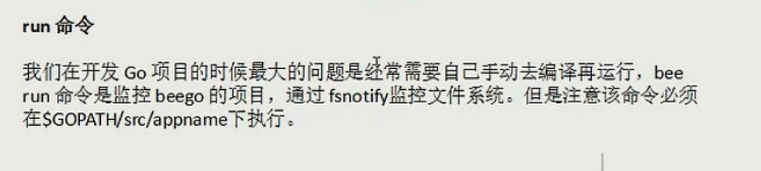 run 命令
我们在开发 Go 项目的时候最大的问题是经常需要自己手动去编译再运行，bee
run 命令是监控 beego 的项目，通过 fsnotify监控文件系统。但是注意该命令必须
在$GOPATH/src/appname下执行。